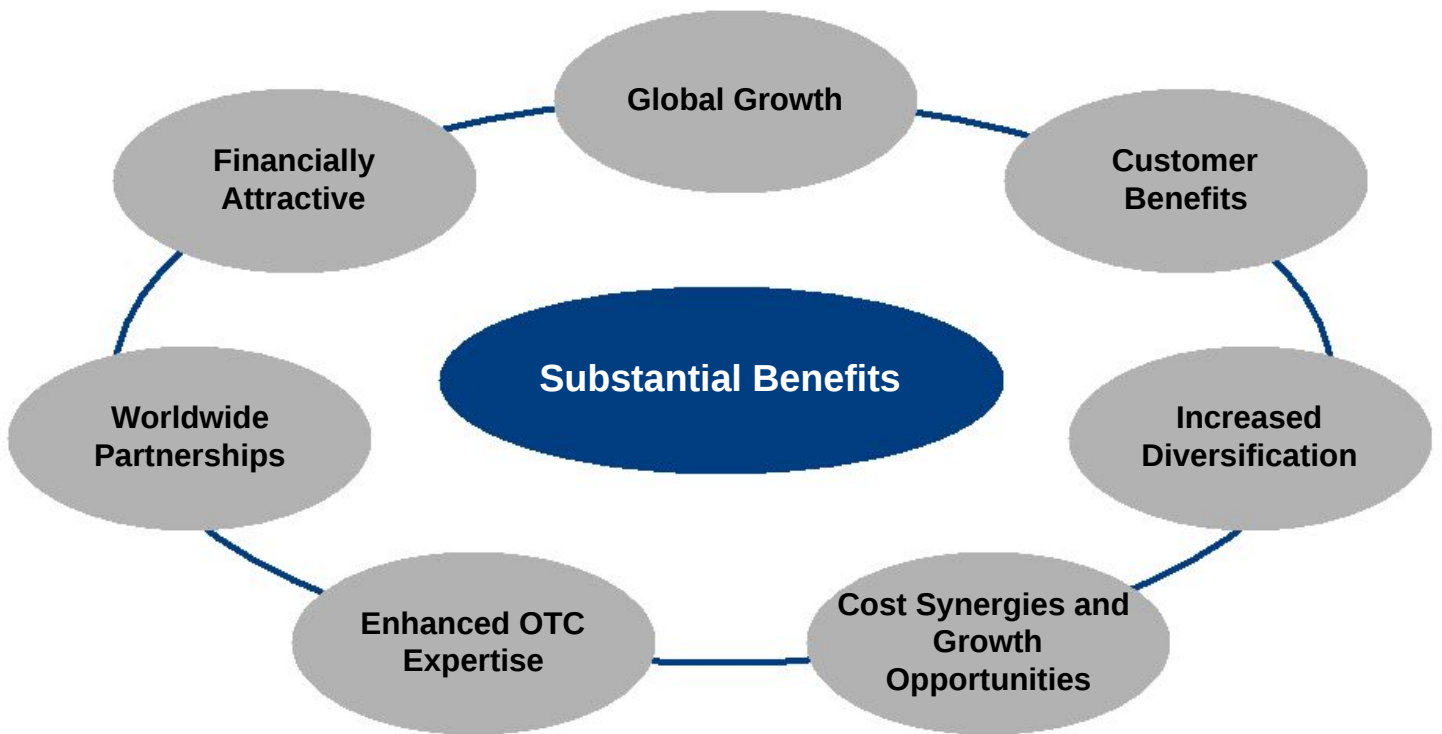 Global Growth
Financially
Attractive
Customer
Benefits
Substantial Benefits
Worldwide
Partnerships
Increased
Diversification
Enhanced OTC
Expertise
Cost Synergies and
Growth
Opportunities